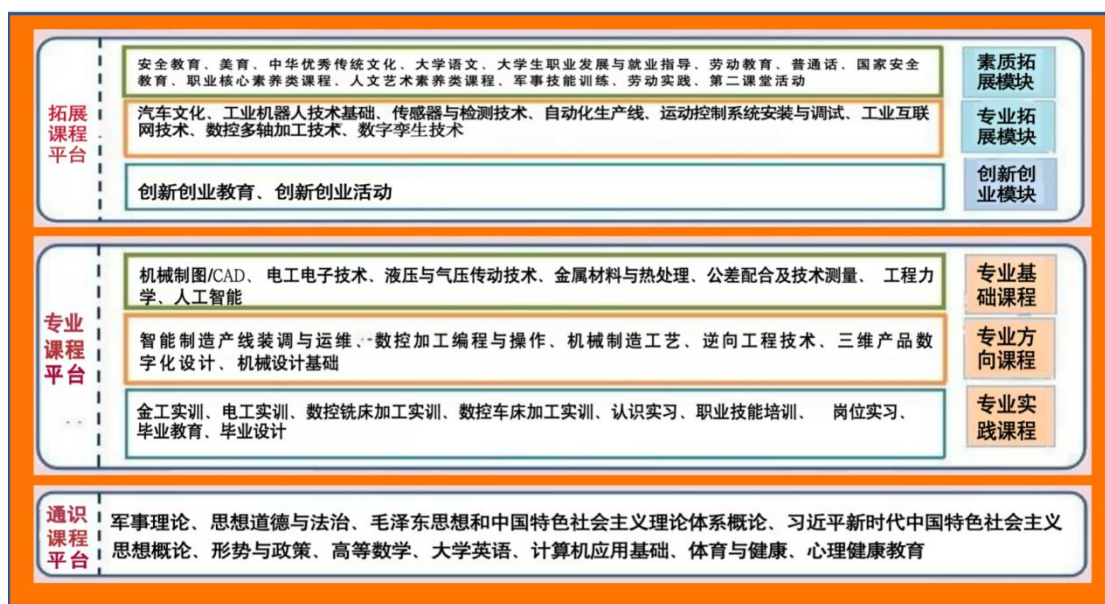 拓展
课程
平台
安全教育、美育、中华优秀传统文化、大学语文、大学生职业发展与就业指导、劳动教育、普通话、国家安全
教育、职业核心素养类课程、人文艺术素养类课程、军事技能训练、劳动实践、第二课堂活动
素质拓
展模块
汽车文化、工业机器人技术基础、传感器与检测技术、自动化生产线、运动控制系统安装与调试、工业互联
网技术、数控多轴加工技术、数字孪生技术
专业拓
展模块
创新创业教育、创新创业活动
创新创
业模块
专业
课程
平台
机械制图/CAD、 电工电子技术、液压与气压传动技术、金属材料与热处理、公差配合及技术测量、 工程力
学、人工智能
专业基
础课程
智能制造产线装调与运维、数控加工编程与操作、机械制造工艺、逆向工程技术、三维产品数
字化设计、机械设计基础
专业方
向课程
金工实训、电工实训、数控铣床加工实训、数控车床加工实训、认识实习、职业技能培训、 岗位实习、
毕业教育、毕业设计
专业实
践课程
通识
课程
平台
军事理论、思想道德与法治、毛泽东思想和中国特色社会主义理论体系概论、习近平新时代中国特色社会主义
思想概论、形势与政策、高等数学、大学英语、计算机应用基础、体育与健康、心理健康教育